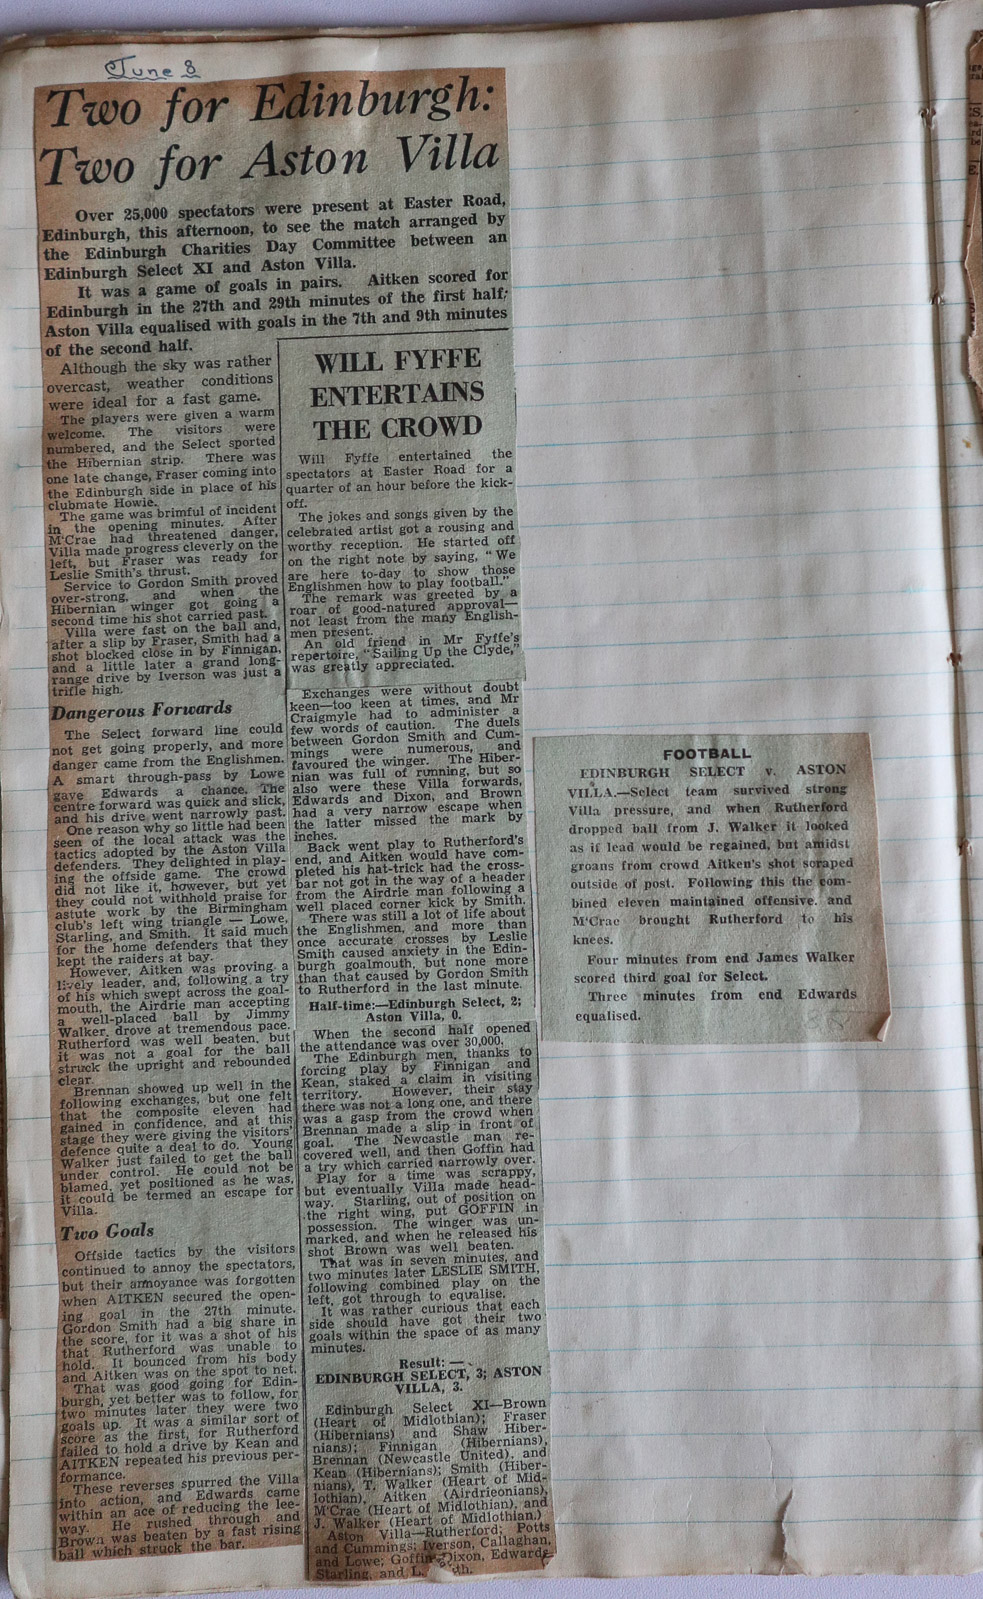 June 8
Two for Edinburgh:
Two for Aston Villa
Over 25,000 spectators were present at Easter Road,
Edinburgh, this afternoon, to see the match arranged by
the Edinburgh Charities Day Committee between an
Edinburgh Select XI and Aston Villa.
It was a game of goals in pairs. Aitken scored for
Edinburgh in the 27th and 29th minutes of the first half;
Aston Villa equalised with goals in the 7th and 9th minutes
of the second half.
Although the sky was rather
overcast, weather conditions
were ideal for a fast game.
The players were given a warm
welcome. The visitors were
numbered, and the Select sported
the Hibernian strip. There was
one late change, Fraser coming into
the Edinburgh side in place of his
clubmate Howie.
The game was brimful of incident
in the opening minutes. After
M'Crae had threatened danger,
Villa made progress cleverly on the
left, but Fraser was ready for
Leslie Smith's thrust.
Service to Gordon Smith proved
over-strong, and when the
Hibernian winger got going a
second time his shot carried past.
Villa were fast on the ball and,
after a slip by Fraser, Smith had a
shot blocked close in by Finnigan,
and a little later a grand long-
range drive by Iverson was just a
trifle high.
Dangerous Forwards
The Select forward line could
not get going properly, and more
danger came from the Englishmen.
A smart through-pass by Lowe
gave Edwards a chance. The
centre forward was quick and slick,
and his drive went narrowly past.
One reason why so little had been
seen of the local attack was the
tactics adopted by the Aston Villa
defenders. They delighted in play-
ing the offside game. The crowd
did not like it, however, but yet
they could not withhold praise for
astute work by the Birmingham
club's left wing triangle — Lowe,
Starling, and Smith. It said much
for the home defenders that they
kept the raiders at bay.
However, Aitken was proving a
lively leader, and, following a try
of his which swept across the goal-
mouth, the Airdrie man accepting
a well-placed ball by Jimmy
Walker, drove at tremendous pace.
Rutherford was well beaten, but
it was not a goal for the ball
struck the upright and rebounded
clear.
Brennan showed up well in the
following exchanges, but one felt
that the composite eleven had
gained in confidence, and at this
stage they were giving the visitors'
defence quite a deal to do. Young
Walker just failed to get the ball
under control. He could not be
blamed, yet positioned as he was,
it could be termed an escape for
Villa.
Two Goals
Offside tactics by the visitors
continued to annoy the spectators,
but their annoyance was forgotten
when AITKEN secured the open-
ing goal in the 27th minute.
Gordon Smith had a big share in
the score, for it was a shot of his
that Rutherford was unable to
hold. It bounced from his body
and Aitken was on the spot to net.
That was good going for Edin-
burgh, yet better was to follow, for
two minutes later they were two
goals up. It was a similar sort of
score as the first, for Rutherford
failed to hold a drive by Kean and
AITKEN repeated his previous per-
formance.
These reverses spurred the Villa
into action, and Edwards came
within an ace of reducing the lee-
way. He rushed through and
Brown was beaten by a fast rising
ball which struck the bar.
WILL FYFFE
ENTERTAINS
THE CROWD
Will Fyffe entertained the
spectators at Easter Road for a
quarter of an hour before the kick-
off.
The jokes and songs given by the
celebrated artist got a rousing and
worthy reception. He started off
on the right note by saying, "We
are here to-day to show those
Englishmen how to play football."
The remark was greeted by a
roar of good-natured approval—
not least from the many English-
men present.
An old friend in Mr Fyffe's
repertoire, "Sailing Up the Clyde,"
was greatly appreciated.
Exchanges were without doubt
keen—too keen at times, and Mr
Craigmyle had to administer a
few words of caution. The duels
between Gordon Smith and Cum-
mings were numerous, and
favoured the winger. The Hiber-
nian was full of running, but so
also were these Villa forwards,
Edwards and Dixon, and Brown
had a very narrow escape when
the latter missed the mark by
inches.
Back went play to Rutherford's
end, and Aitken would have com-
pleted his hat-trick had the cross-
bar not got in the way of a header
from the Airdrie man following a
well placed corner kick by Smith.
There was still a lot of life about
the Englishmen, and more than
once accurate crosses by Leslie
Smith caused anxiety in the Edin-
burgh goalmouth, but none more
than that caused by Gordon Smith
to Rutherford in the last minute.
Half-time:—Edinburgh Select, 2;
Aston Villa, 0.
When the second half opened
the attendance was over 30,000.
The Edinburgh men, thanks to
forcing play by Finnigan and
Kean, staked a claim in visiting
territory. However, their stay
there was not a long one, and there
was a gasp from the crowd when
Brennan made a slip in front of
goal. The Newcastle man re-
covered well, and then Goffin had
a try which carried narrowly over.
Play for a time was scrappy,
but eventually Villa made head-
way. Starling, out of position on
the right wing, put GOFFIN in
possession. The winger was un-
marked, and when he released his
shot Brown was well beaten.
That was in seven minutes, and
two minutes later LESLIE SMITH,
following combined play on the
left, got through to equalise.
It was rather curious that each
side should have got their two
goals within the space of as many
minutes.
Result: —
EDINBURGH SELECT, 3; ASTON
VILLA, 3.
Edinburgh Select XI—Brown
(Heart of Midlothian); Fraser
(Hibernians) and Shaw Hiber-
nians); Finnigan (Hibernians),
Brennan (Newcastle United), and
Kean (Hibernians); Smith (Hiber-
nians), T. Walker (Heart of Mid-
lothian), Aitken (Airdrieonians),
M'Crae (Heart of Midlothian), and
J. Walker (Heart of Midlothian.)
Aston Villa—Rutherford; Potts
and Cummings; Iverson, Callaghan,
and Lowe; Goffin, Dixon, Edwards,
Starling, and L.
FOOTBALL
EDINBURGH SELECT v. ASTON
VILLA.—Select team survived strong
Villa pressure, and when Rutherford
dropped ball from J. Walker it looked
as if lead would be regained, but amidst
groans from crowd Aitken's shot scraped
outside of post. Following this the com-
bined eleven maintained offensive, and
M'Crae brought Rutherford to his
knees.
Four minutes from end James Walker
scored third goal for Select.
Three minutes from end Edwards
equalised.